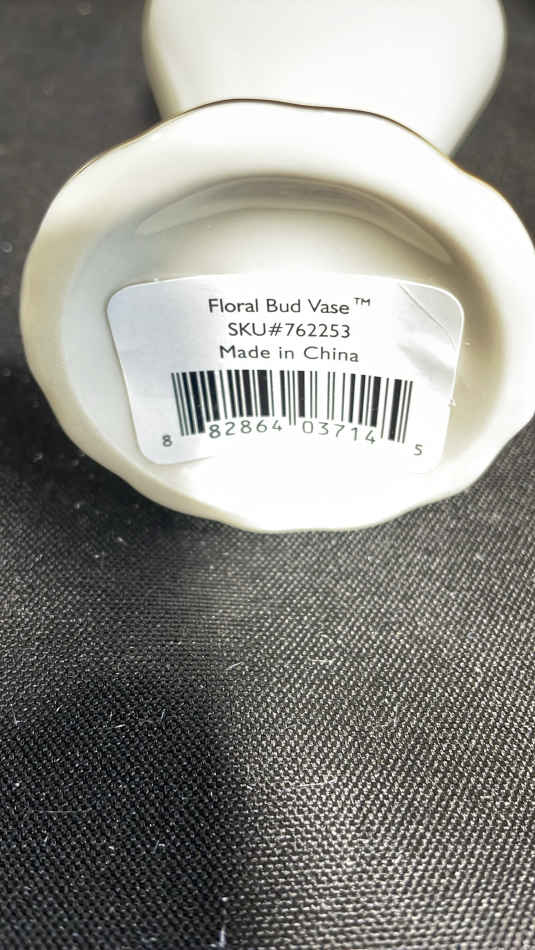 Floral Bud Vase™
SKU#762253
Made in China
8 82864 03714 5